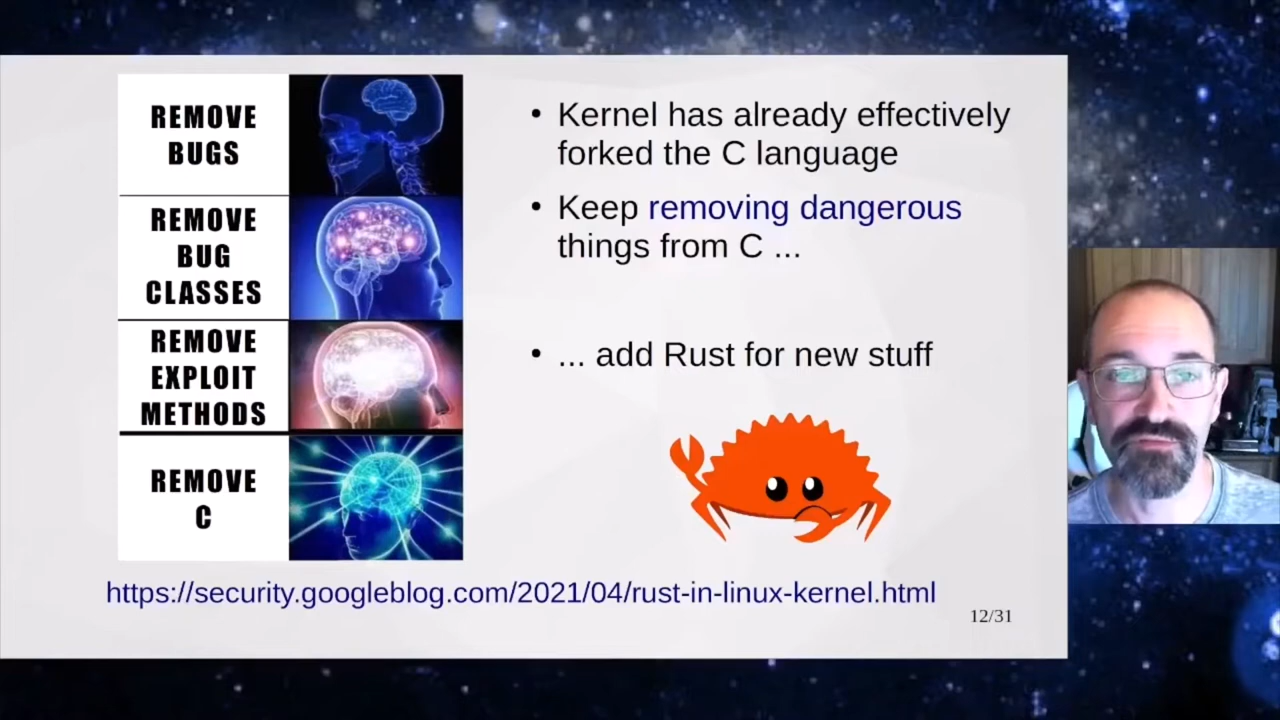 REMOVE
BUGS
REMOVE
BUG
CLASSES
REMOVE
EXPLOIT
METHODS
REMOVE
C
• Kernel has already effectively
forked the C language
• Keep removing dangerous
things from C ...
• ... add Rust for new stuff
https://security.googleblog.com/2021/04/rust-in-linux-kernel.html
12/31